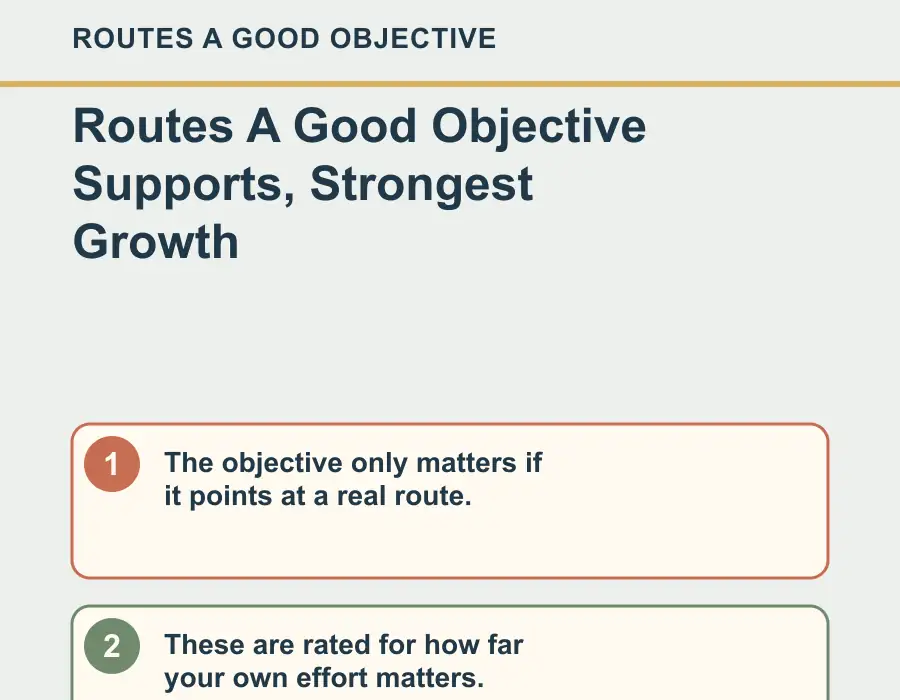 ROUTES A GOOD OBJECTIVE
Routes A Good Objective
Supports, Strongest
Growth
1
The objective only matters if
it points at a real route.
2
These are rated for how far
your own effort matters.